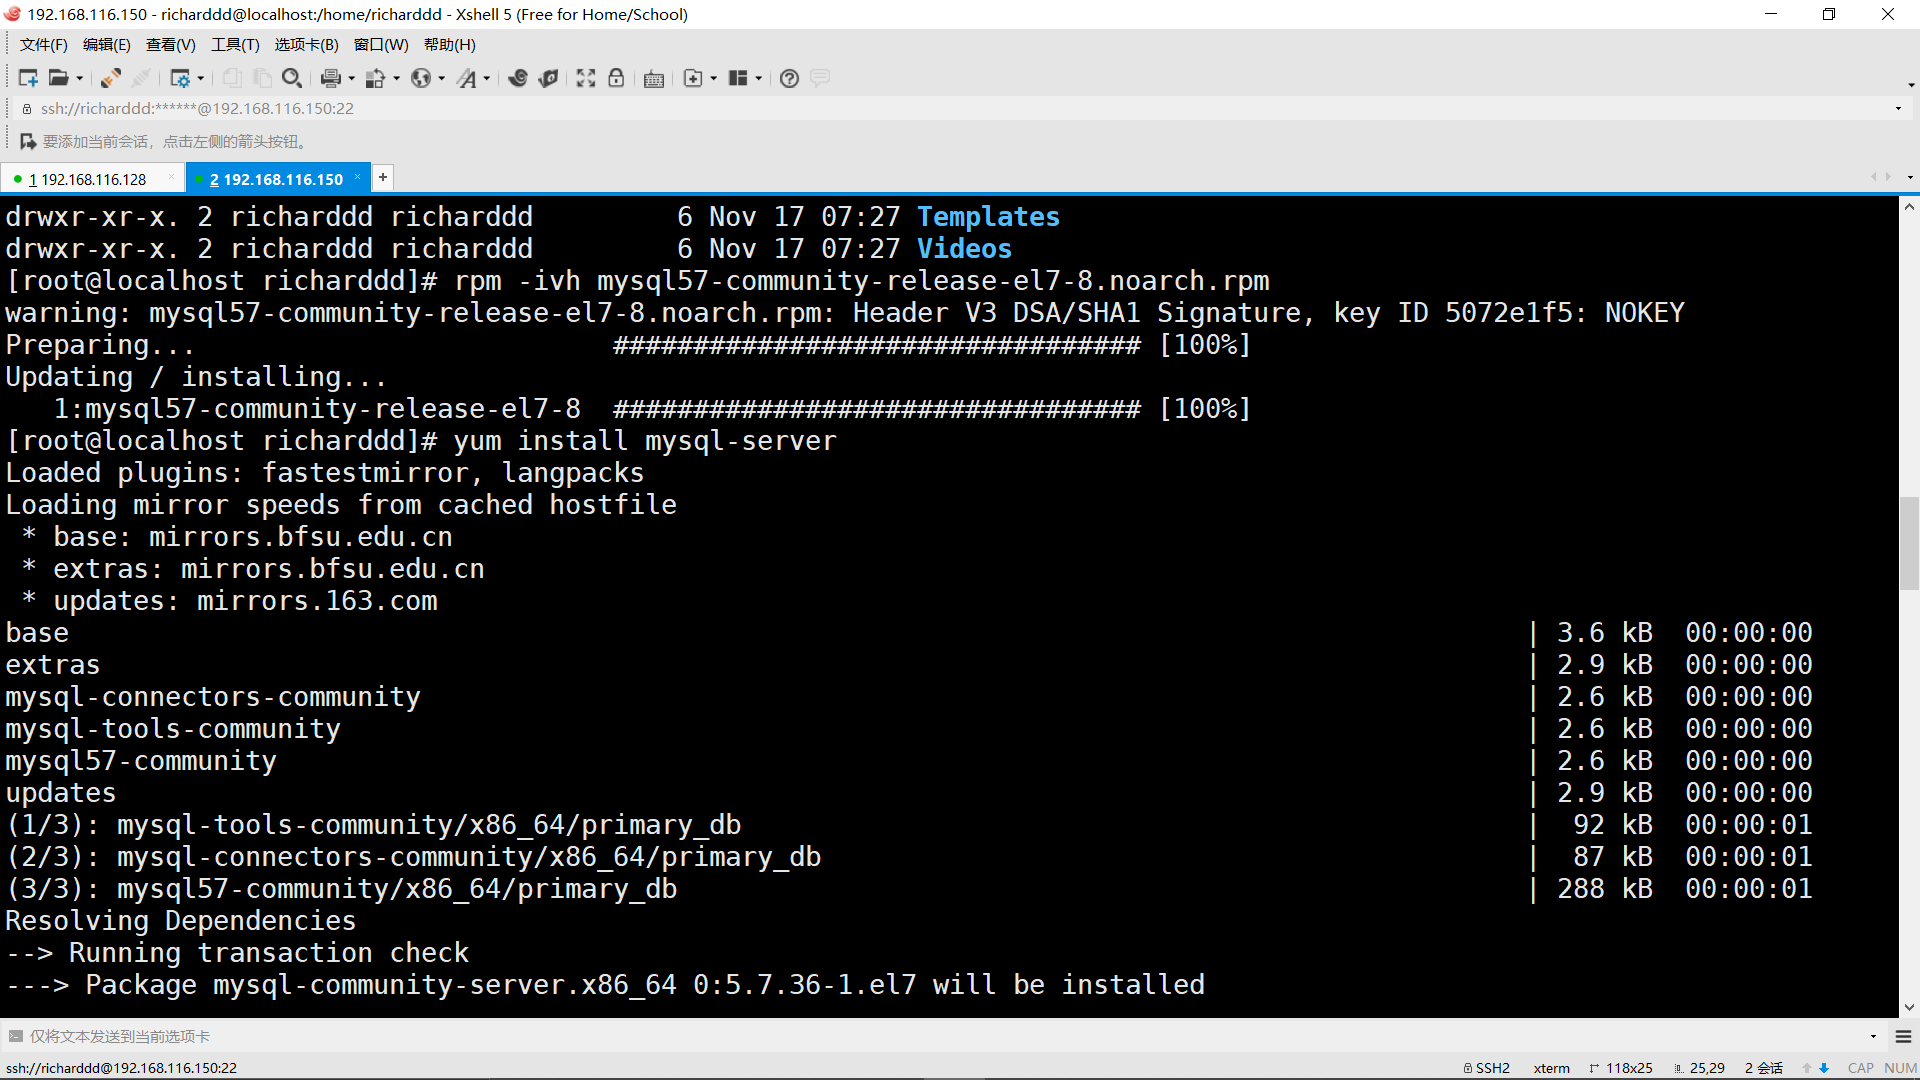 192.168.116.150 - richarddd@localhost:/home/richarddd - Xshell 5 (Free for Home/School)
文件(F) 编辑(E) 查看(V) 工具(T) 选项卡(B) 窗口(W) 帮助(H)
ssh://richarddd:******@192.168.116.150:22
要添加当前会话，点击左侧的箭头按钮。
1 192.168.116.128 × 2 192.168.116.150 × +
drwxr-xr-x. 2 richarddd richarddd         6 Nov 17 07:27 Templates
drwxr-xr-x. 2 richarddd richarddd         6 Nov 17 07:27 Videos
[root@localhost richarddd]# rpm -ivh mysql57-community-release-el7-8.noarch.rpm
warning: mysql57-community-release-el7-8.noarch.rpm: Header V3 DSA/SHA1 Signature, key ID 5072e1f5: NOKEY
Preparing...                          ################################# [100%]
Updating / installing...
   1:mysql57-community-release-el7-8  ################################# [100%]
[root@localhost richarddd]# yum install mysql-server
Loaded plugins: fastestmirror, langpacks
Loading mirror speeds from cached hostfile
 * base: mirrors.bfsu.edu.cn
 * extras: mirrors.bfsu.edu.cn
 * updates: mirrors.163.com
base | 3.6 kB  00:00:00
extras | 2.9 kB  00:00:00
mysql-connectors-community | 2.6 kB  00:00:00
mysql-tools-community | 2.6 kB  00:00:00
mysql57-community | 2.6 kB  00:00:00
updates | 2.9 kB  00:00:00
(1/3): mysql-tools-community/x86_64/primary_db |  92 kB  00:00:01
(2/3): mysql-connectors-community/x86_64/primary_db |  87 kB  00:00:01
(3/3): mysql57-community/x86_64/primary_db | 288 kB  00:00:01
Resolving Dependencies
--> Running transaction check
---> Package mysql-community-server.x86_64 0:5.7.36-1.el7 will be installed
仅将文本发送到当前选项卡
ssh://richarddd@192.168.116.150:22 SSH2 xterm 118x25 25,29 2 会话 CAP NUM